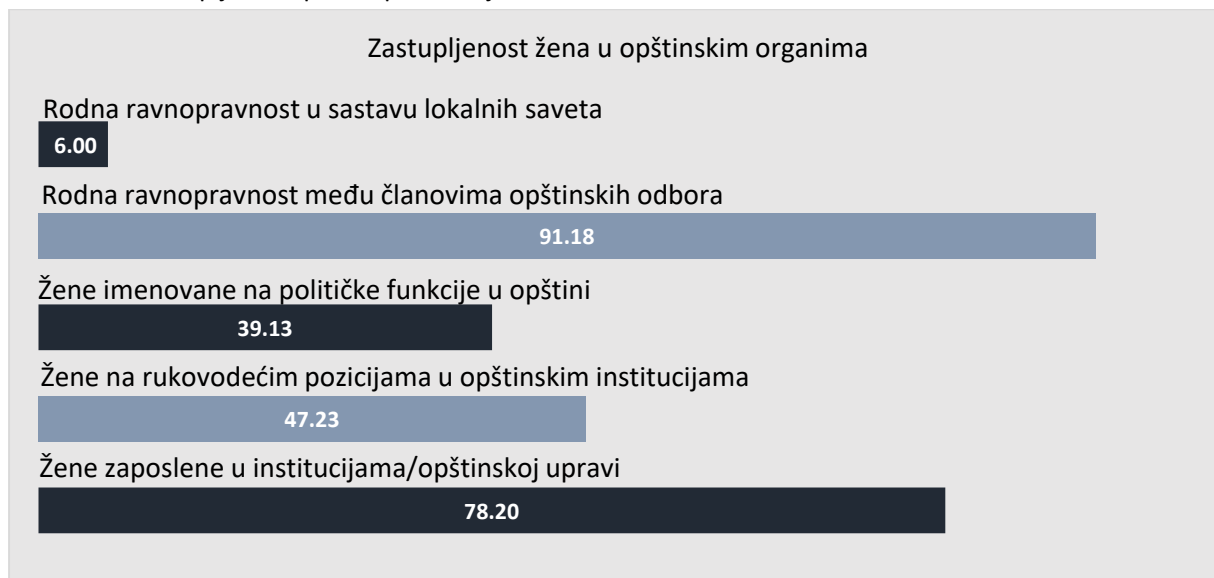 Zastupljenost žena u opštinskim organima
Rodna ravnopravnost u sastavu lokalnih saveta
6.00
Rodna ravnopravnost među članovima opštinskih odbora
91.18
Žene imenovane na političke funkcije u opštini
39.13
Žene na rukovodećim pozicijama u opštinskim institucijama
47.23
Žene zaposlene u institucijama/opštinskoj upravi
78.20